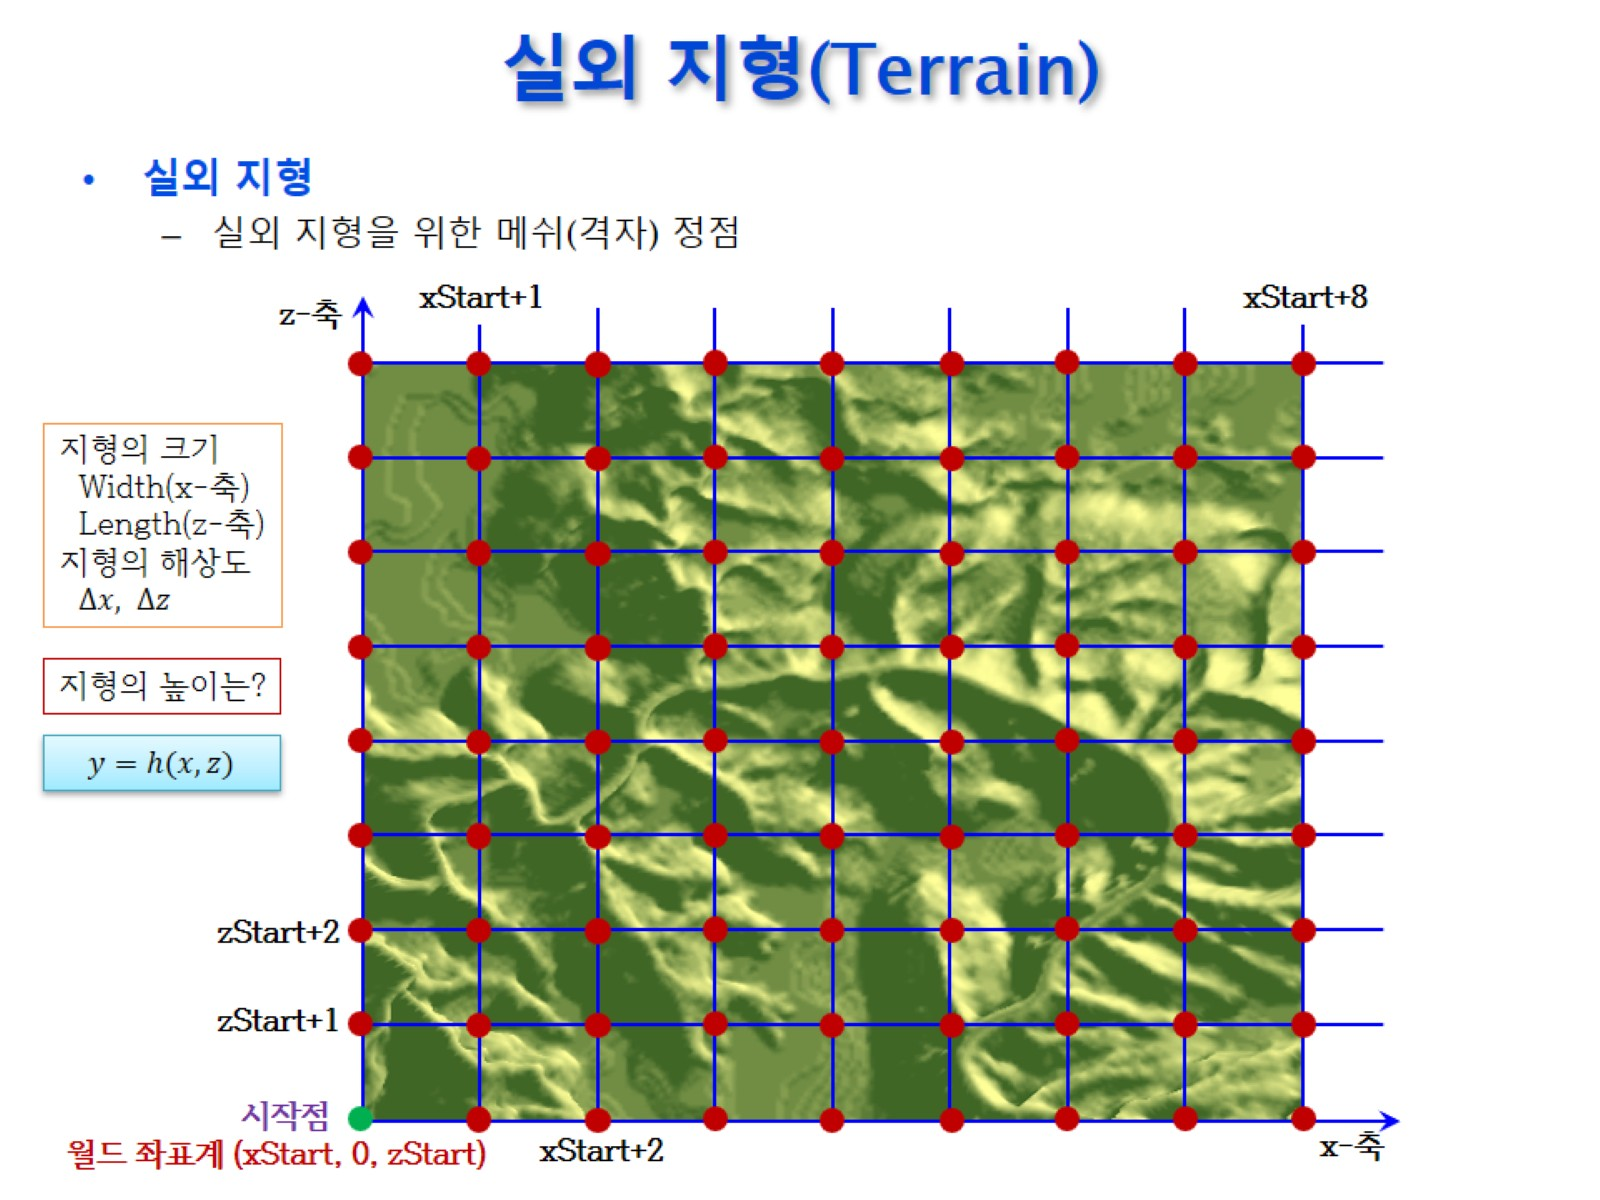 실외 지형(Terrain)
• 실외 지형
– 실외 지형을 위한 메쉬(격자) 정점
z-축
xStart+1
xStart+8
지형의 크기
Width(x-축)
Length(z-축)
지형의 해상도
Δx, Δz
지형의 높이는?
y = h(x, z)
zStart+2
zStart+1
시작점
월드 좌표계 (xStart, 0, zStart)
xStart+2
x-축